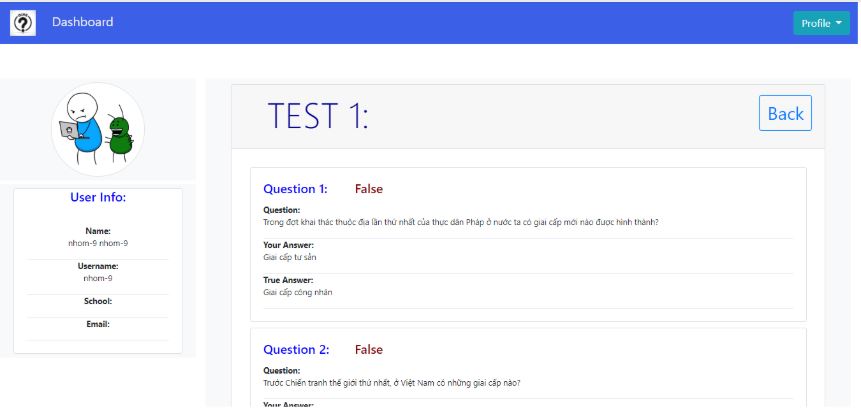 Dashboard
Profile
TEST 1:
Back
User Info:
Name:
nhom-9 nhom-9
Username:
nhom-9
School:
Email:
Question 1: False
Question:
Trong đợt khai thác thuộc địa lần thứ nhất của thực dân Pháp ở nước ta có giai cấp mới nào được hình thành?
Your Answer:
Giai cấp tư sản
True Answer:
Giai cấp công nhân
Question 2: False
Question:
Trước Chiến tranh thế giới thứ nhất, ở Việt Nam có những giai cấp nào?
Your Answer: